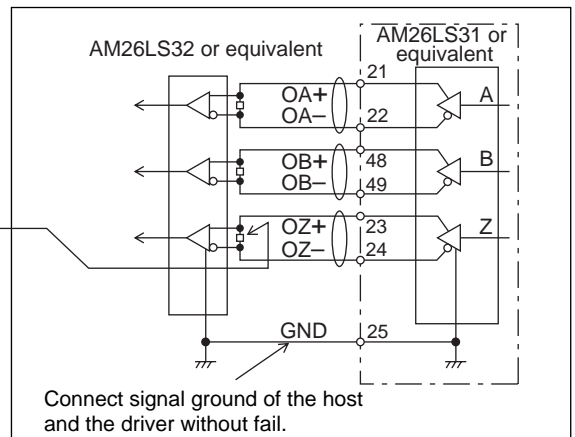 AM26LS31 or
equivalent
AM26LS32 or equivalent
21
OA+
A
OA−
22
OB+
48
B
OB−
49
OZ+
23
Z
OZ−
24
GND
25
Connect signal ground of the host
and the driver without fail.